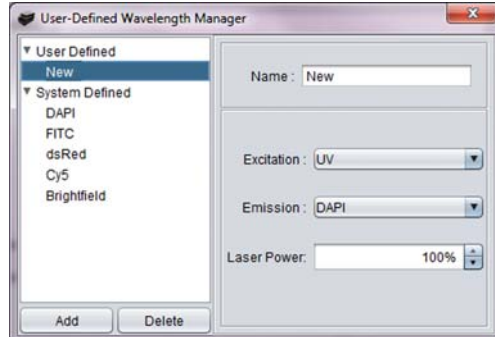 User-Defined Wavelength Manager
User Defined
New
System Defined
DAPI
FITC
dsRed
Cy5
Brightfield
Add
Delete
Name : New
Excitation : UV
Emission : DAPI
Laser Power: 100%